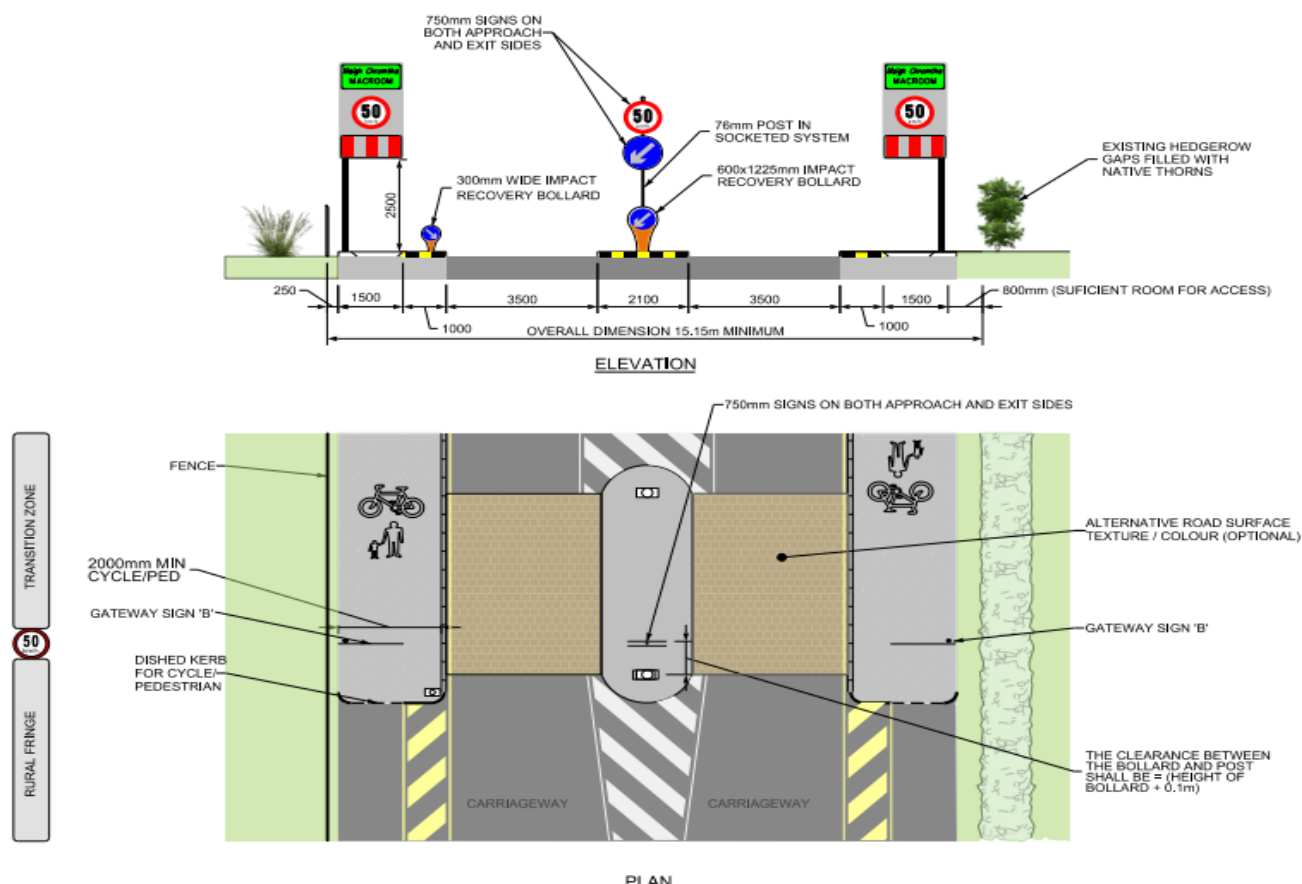 750mm SIGNS ON
BOTH APPROACH
AND EXIT SIDES
MACROOM
50
km/h
50
MACROOM
50
km/h
76mm POST IN
SOCKETED SYSTEM
EXISTING HEDGEROW
GAPS FILLED WITH
NATIVE THORNS
300mm WIDE IMPACT
RECOVERY BOLLARD
600x1225mm IMPACT
RECOVERY BOLLARD
2500
250
1500
1000
3500
2100
3500
1000
1500
800mm (SUFICIENT ROOM FOR ACCESS)
OVERALL DIMENSION 15.15m MINIMUM
ELEVATION
750mm SIGNS ON BOTH APPROACH AND EXIT SIDES
TRANSITION ZONE
50
km/h
RURAL FRINGE
FENCE
2000mm MIN
CYCLE/PED
GATEWAY SIGN 'B'
DISHED KERB
FOR CYCLE/
PEDESTRIAN
ALTERNATIVE ROAD SURFACE
TEXTURE / COLOUR (OPTIONAL)
GATEWAY SIGN 'B'
THE CLEARANCE BETWEEN
THE BOLLARD AND POST
SHALL BE = (HEIGHT OF
BOLLARD + 0.1m)
CARRIAGEWAY
CARRIAGEWAY
PLAN